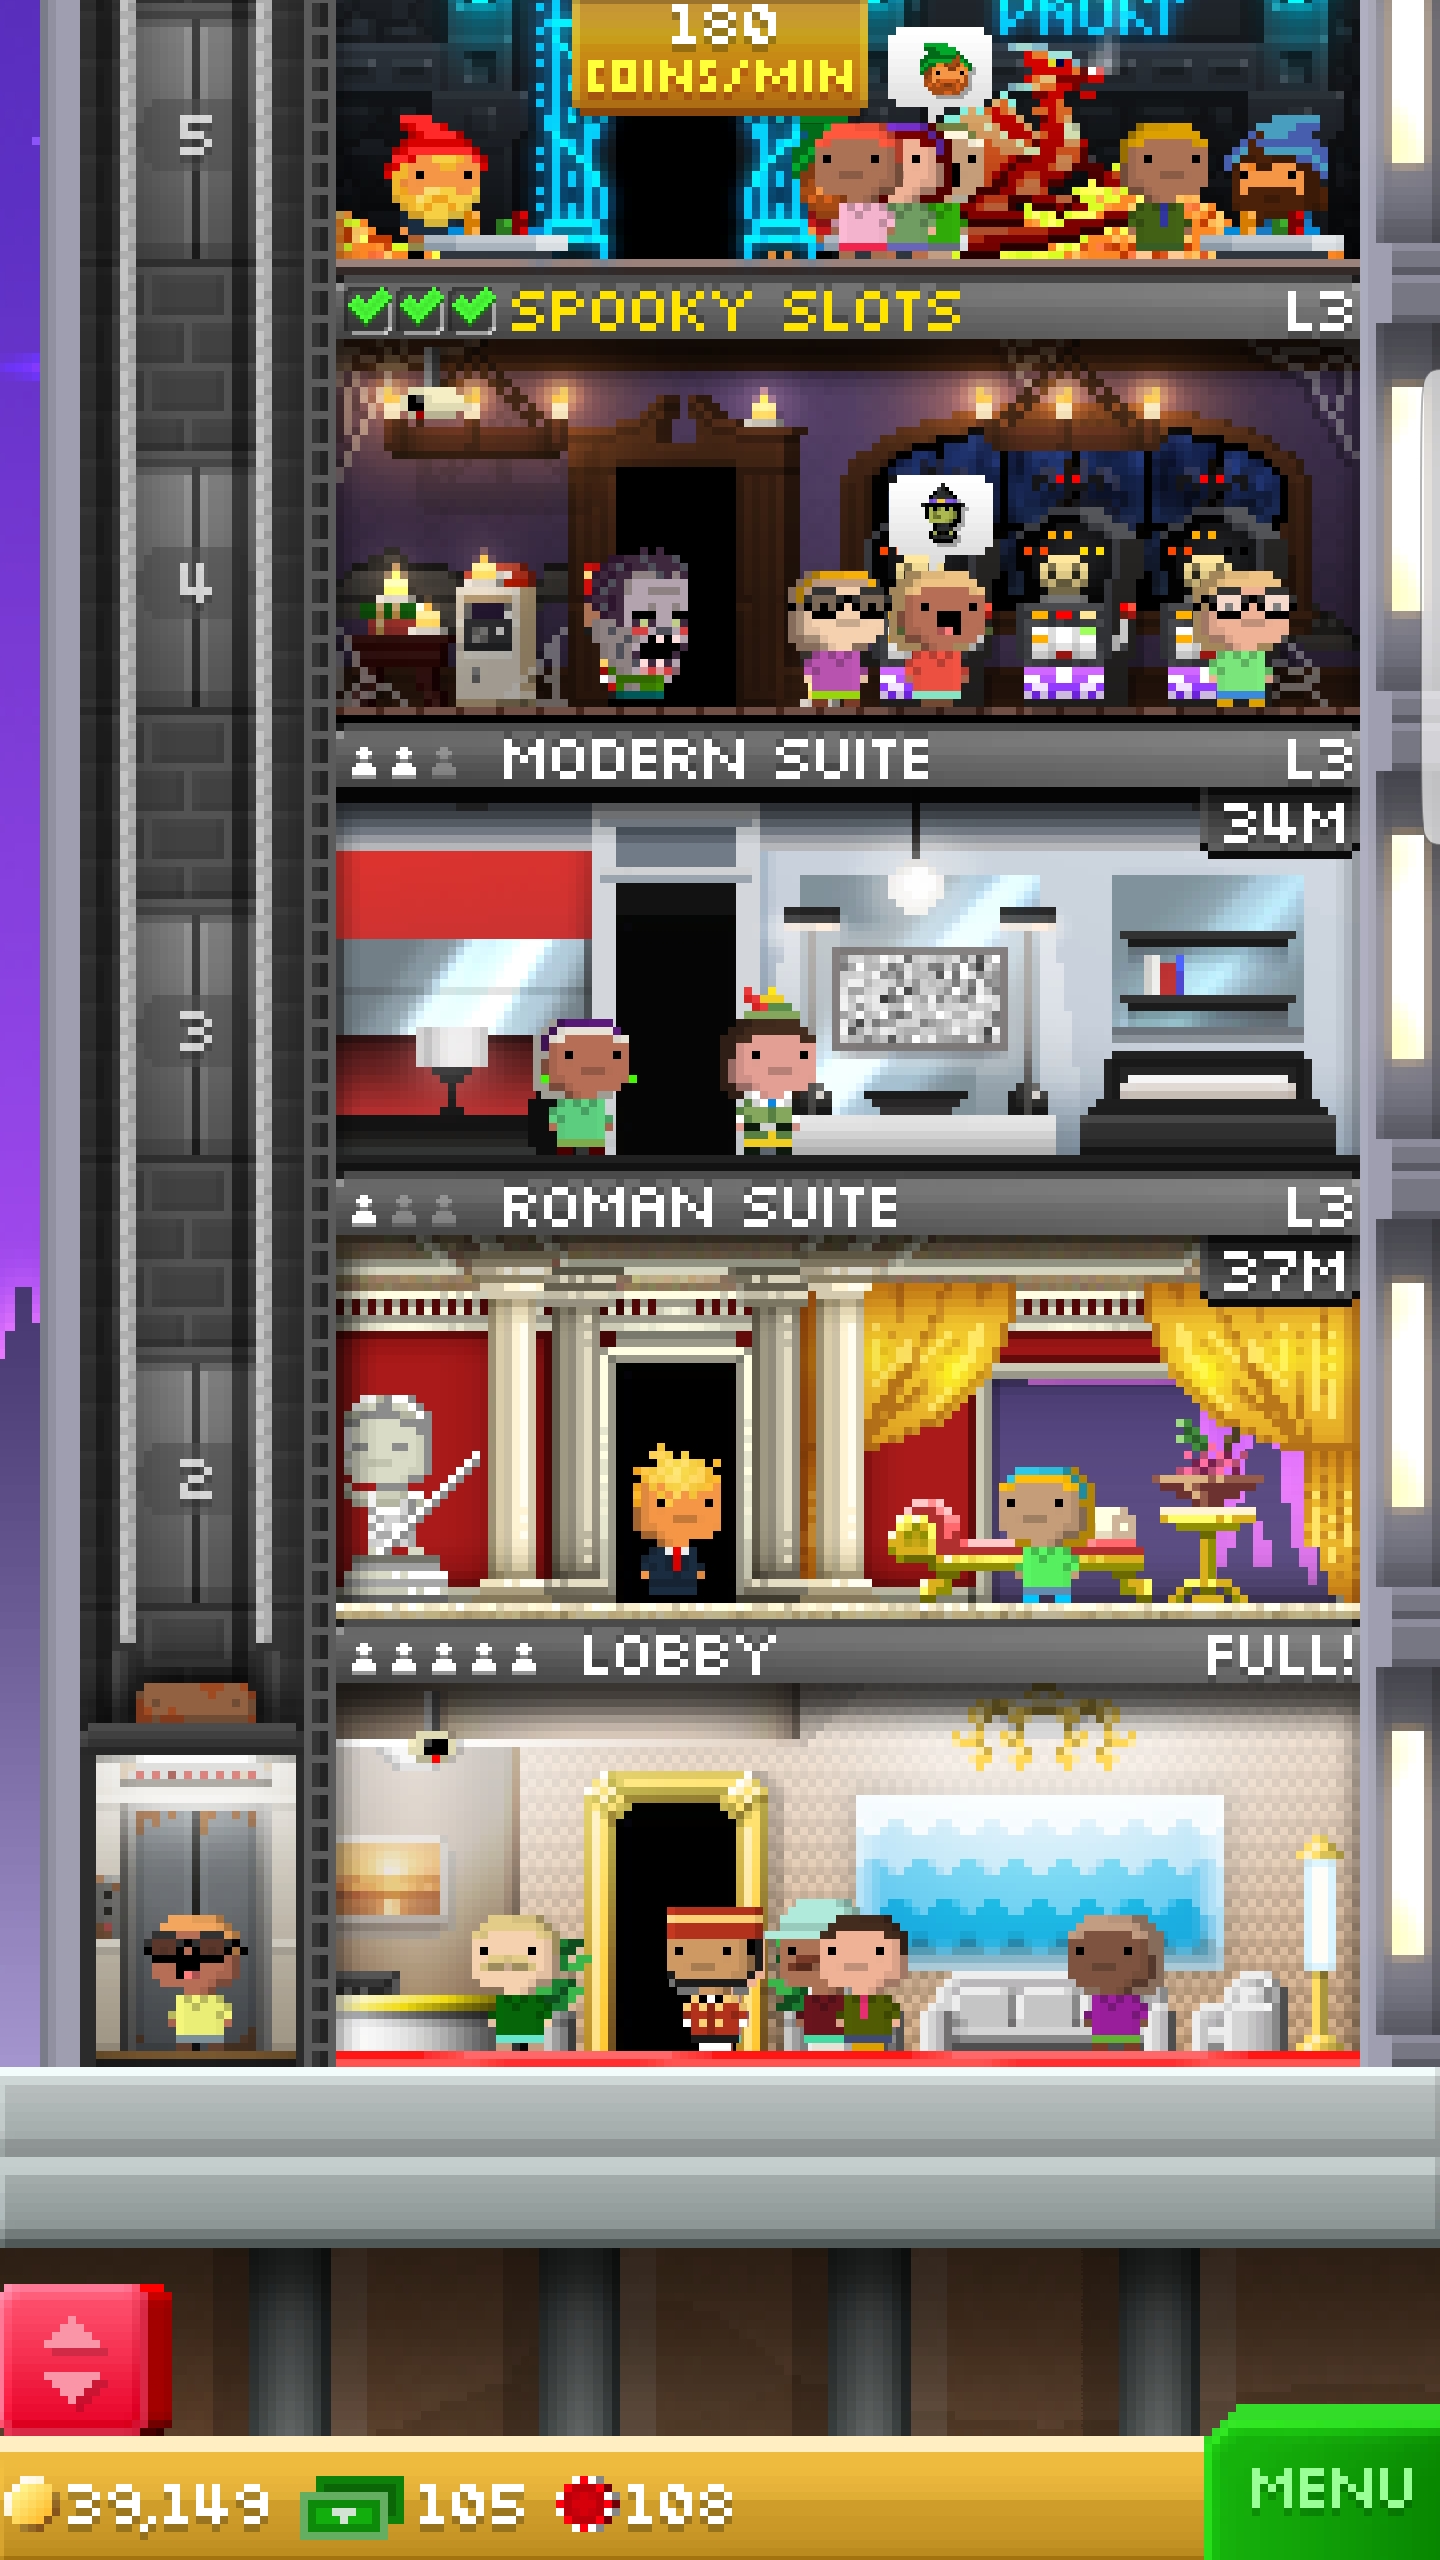 180
COINS/MIN
5
SPOOKY SLOTS L3
4
MODERN SUITE L3
34M
3
ROMAN SUITE L3
37M
2
LOBBY FULL!
39,149 105 108
MENU